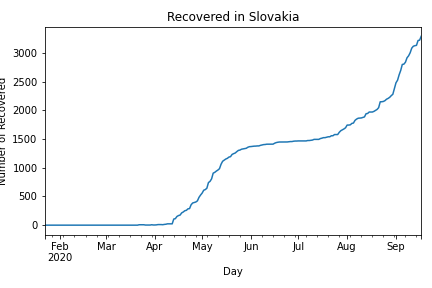 Recovered in Slovakia
Number of Recovered
3000
2500
2000
1500
1000
500
0
Feb Mar Apr May Jun Jul Aug Sep
2020
Day